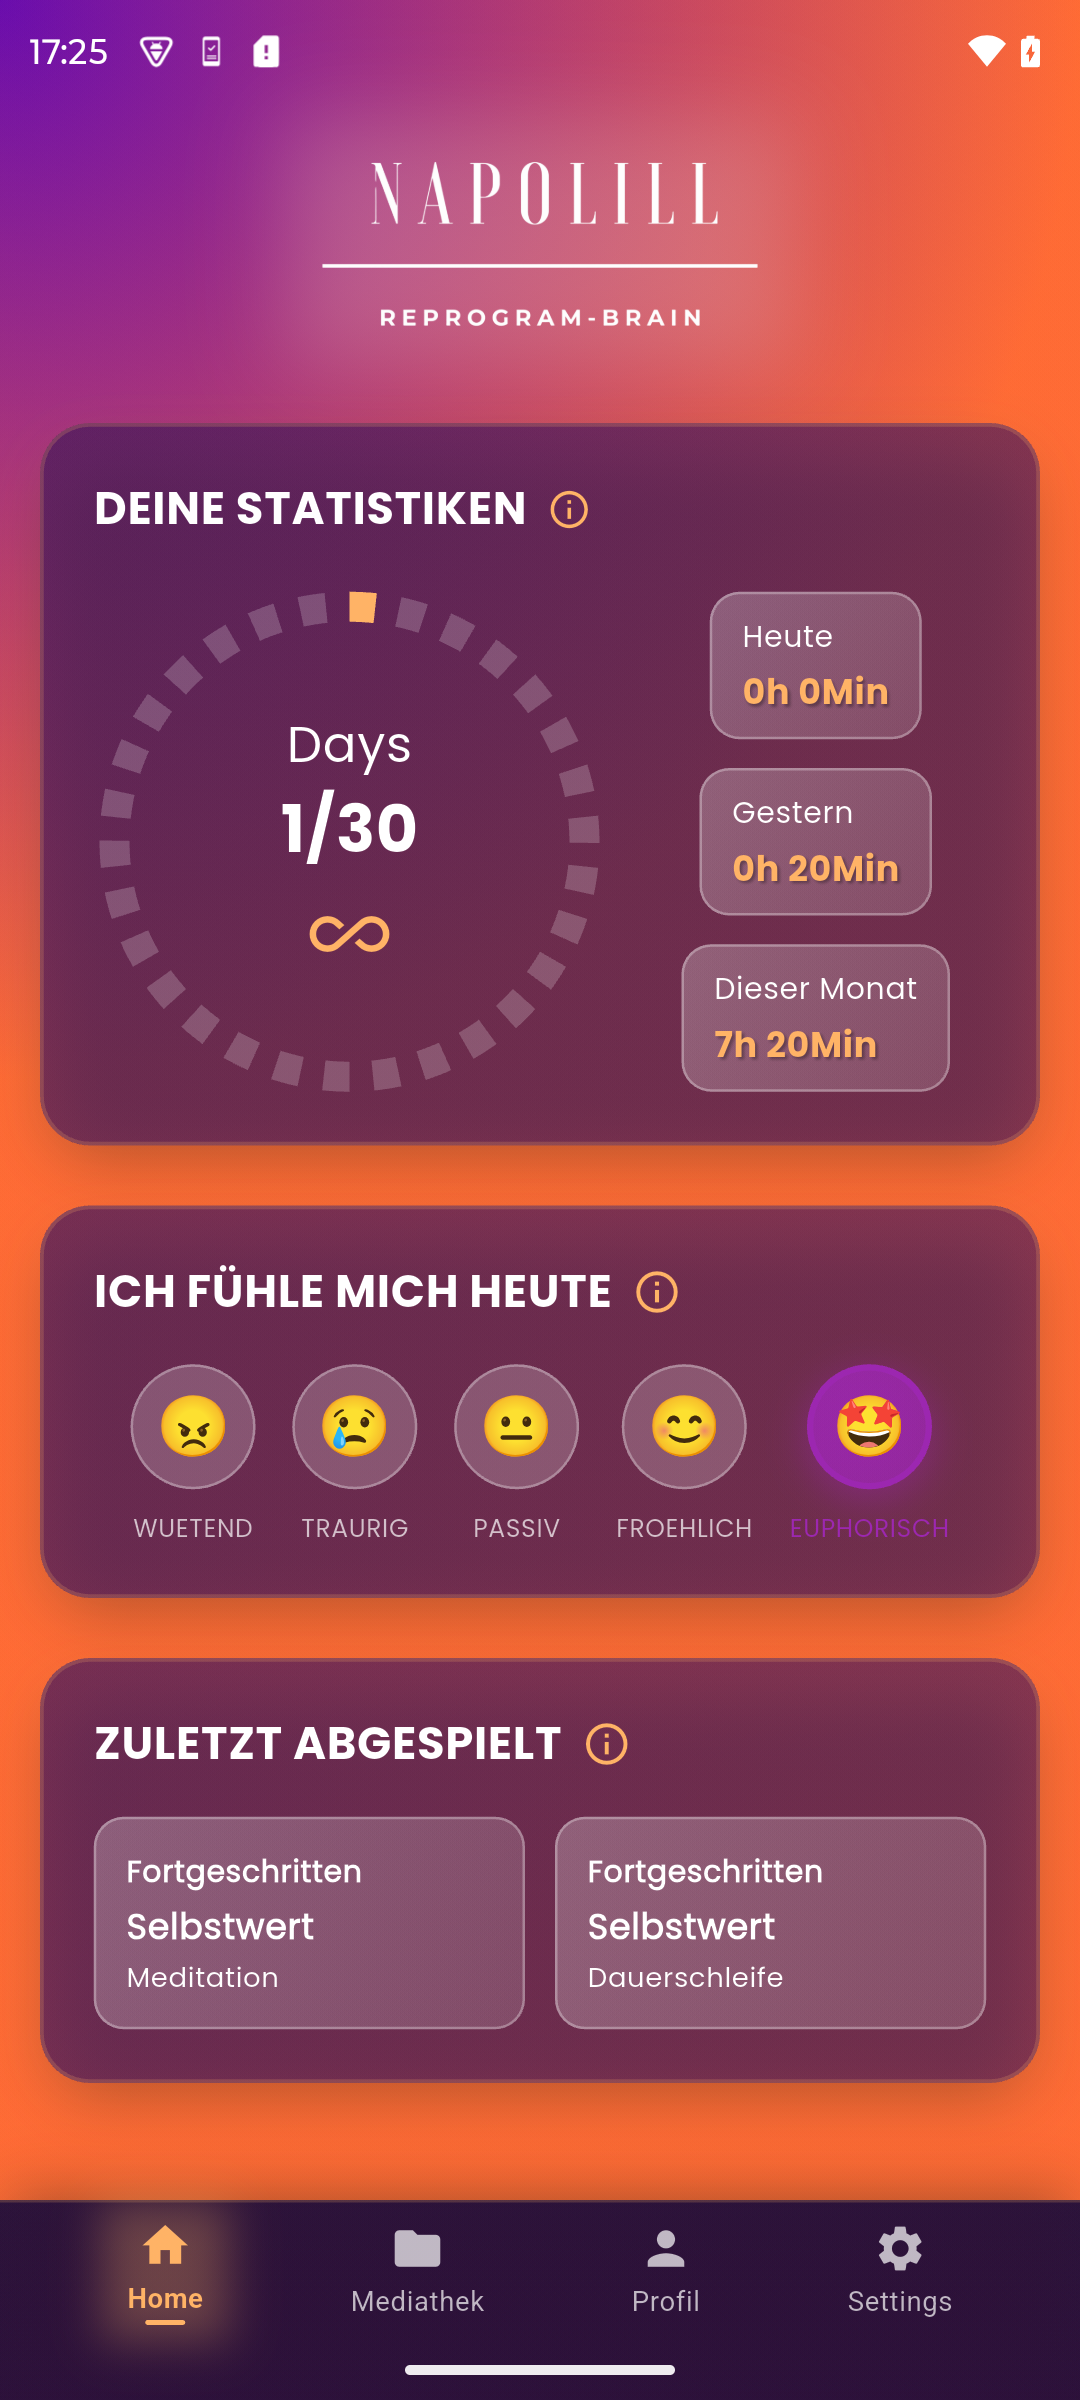 17:25
NAPOLILL
REPROGRAM-BRAIN
DEINE STATISTIKEN
Days
1/30
Heute
0h 0Min
Gestern
0h 20Min
Dieser Monat
7h 20Min
ICH FÜHLE MICH HEUTE
WUETEND TRAURIG PASSIV FROEHLICH EUPHORISCH
ZULETZT ABGESPIELT
Fortgeschritten
Selbstwert
Meditation
Fortgeschritten
Selbstwert
Dauerschleife
Home Mediathek Profil Settings